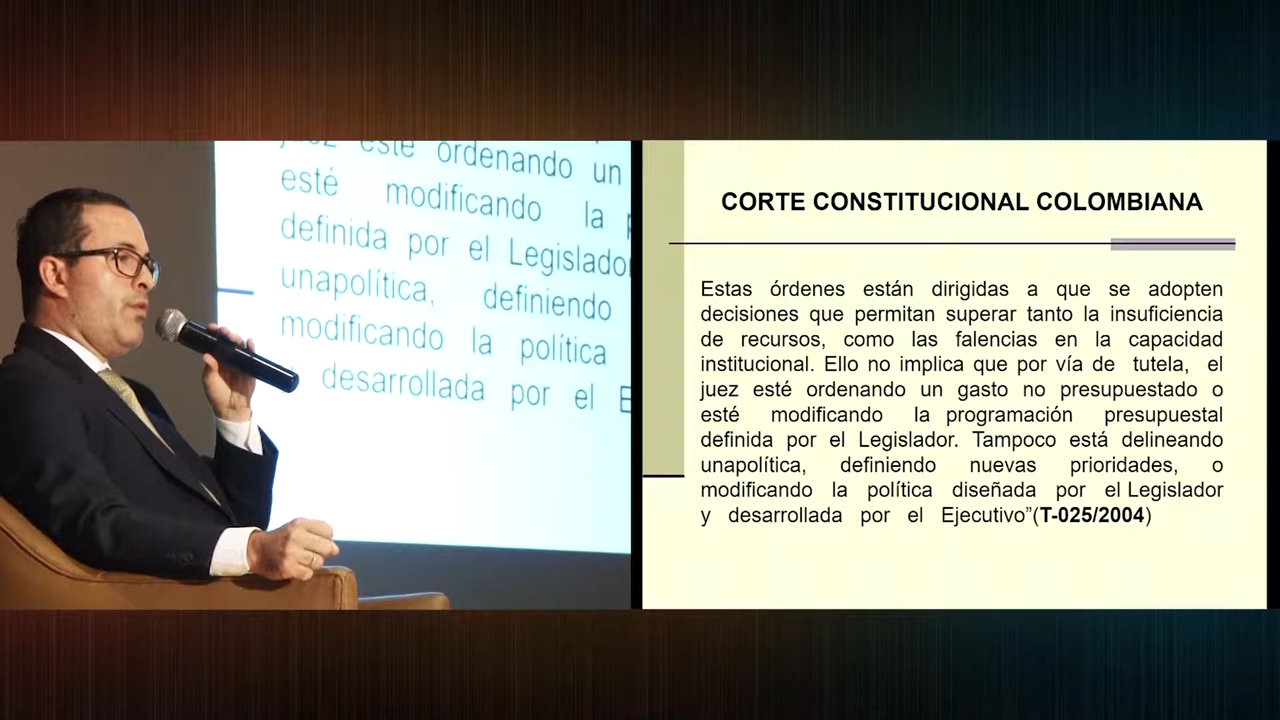 juez esté ordenando un
esté modificando la
definida por el Legislador
unapolítica, definiendo
modificando la política
desarrollada por el E
CORTE CONSTITUCIONAL COLOMBIANA
Estas órdenes están dirigidas a que se adopten
decisiones que permitan superar tanto la insuficiencia
de recursos, como las falencias en la capacidad
institucional. Ello no implica que por vía de tutela, el
juez esté ordenando un gasto no presupuestado o
esté modificando la programación presupuestal
definida por el Legislador. Tampoco está delineando
unapolítica, definiendo nuevas prioridades, o
modificando la política diseñada por el Legislador
y desarrollada por el Ejecutivo”(T-025/2004)